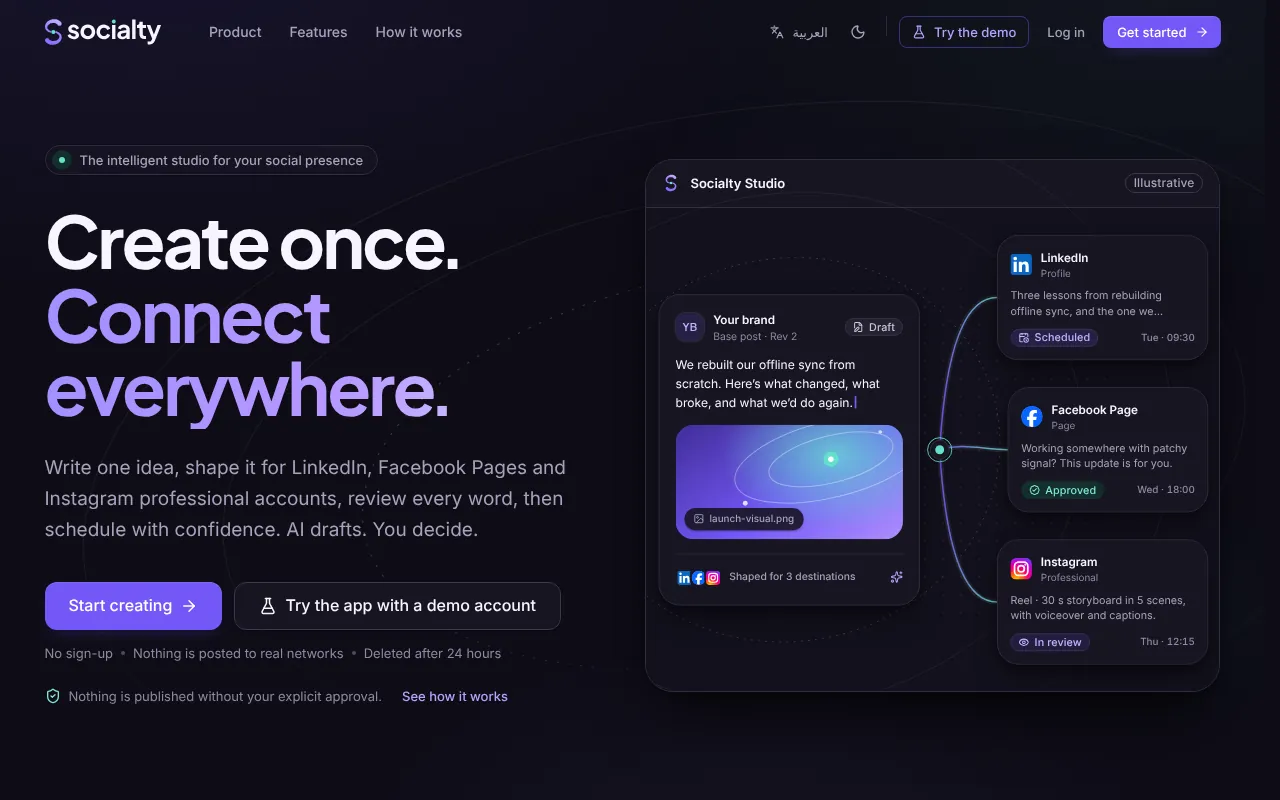 socialty
Product
Features
How it works
العربية
Try the demo
Log in
Get started
The intelligent studio for your social presence
Create once.
Connect
everywhere.
Write one idea, shape it for LinkedIn, Facebook Pages and
Instagram professional accounts, review every word, then
schedule with confidence. AI drafts. You decide.
Start creating
Try the app with a demo account
No sign-up • Nothing is posted to real networks • Deleted after 24 hours
Nothing is published without your explicit approval.
See how it works
Socialty Studio
Illustrative
YB
Your brand
Base post · Rev 2
Draft
We rebuilt our offline sync from
scratch. Here’s what changed, what
broke, and what we’d do again.
launch-visual.png
Shaped for 3 destinations
LinkedIn
Profile
Three lessons from rebuilding
offline sync, and the one we…
Scheduled
Tue · 09:30
Facebook Page
Page
Working somewhere with patchy
signal? This update is for you.
Approved
Wed · 18:00
Instagram
Professional
Reel · 30 s storyboard in 5 scenes,
with voiceover and captions.
In review
Thu · 12:15